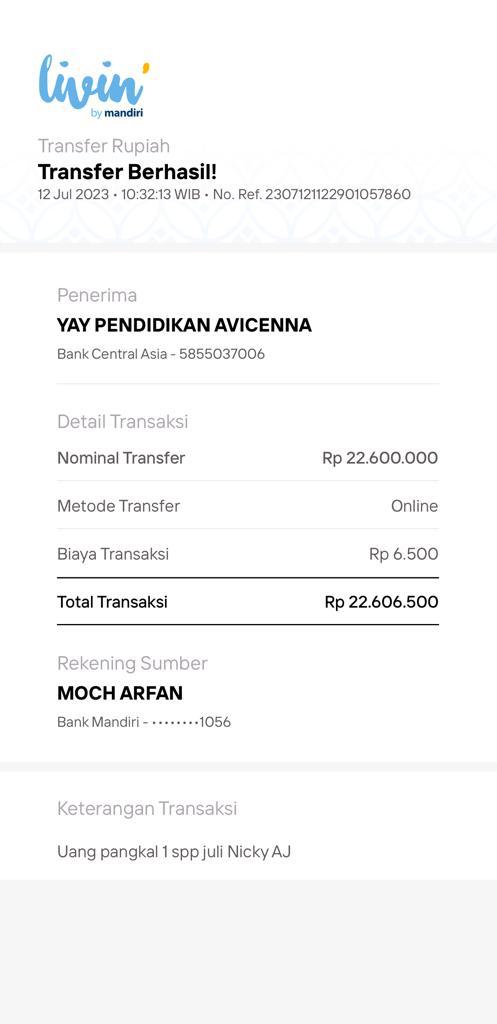 livin'
by mandiri
Transfer Rupiah
Transfer Berhasil!
12 Jul 2023 • 10:32:13 WIB • No. Ref. 2307121122901057860
Penerima
YAY PENDIDIKAN AVICENNA
Bank Central Asia - 5855037006
Detail Transaksi
Nominal Transfer Rp 22.600.000
Metode Transfer Online
Biaya Transaksi Rp 6.500
Total Transaksi Rp 22.606.500
Rekening Sumber
MOCH ARFAN
Bank Mandiri - ••••••••1056
Keterangan Transaksi
Uang pangkal 1 spp juli Nicky AJ